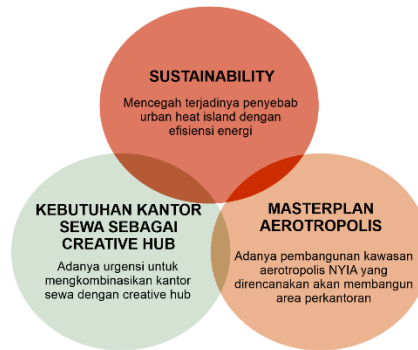 SUSTAINABILITY
Mencegah terjadinya penyebab
urban heat island dengan
efisiensi energi
KEBUTUHAN KANTOR
SEWA SEBAGAI
CREATIVE HUB
Adanya urgensi untuk
mengkombinasikan kantor
sewa dengan creative hub
MASTERPLAN
AEROTROPOLIS
Adanya pembangunan kawasan
aerotropolis NYIA yang
direncanakan akan membangun
area perkantoran